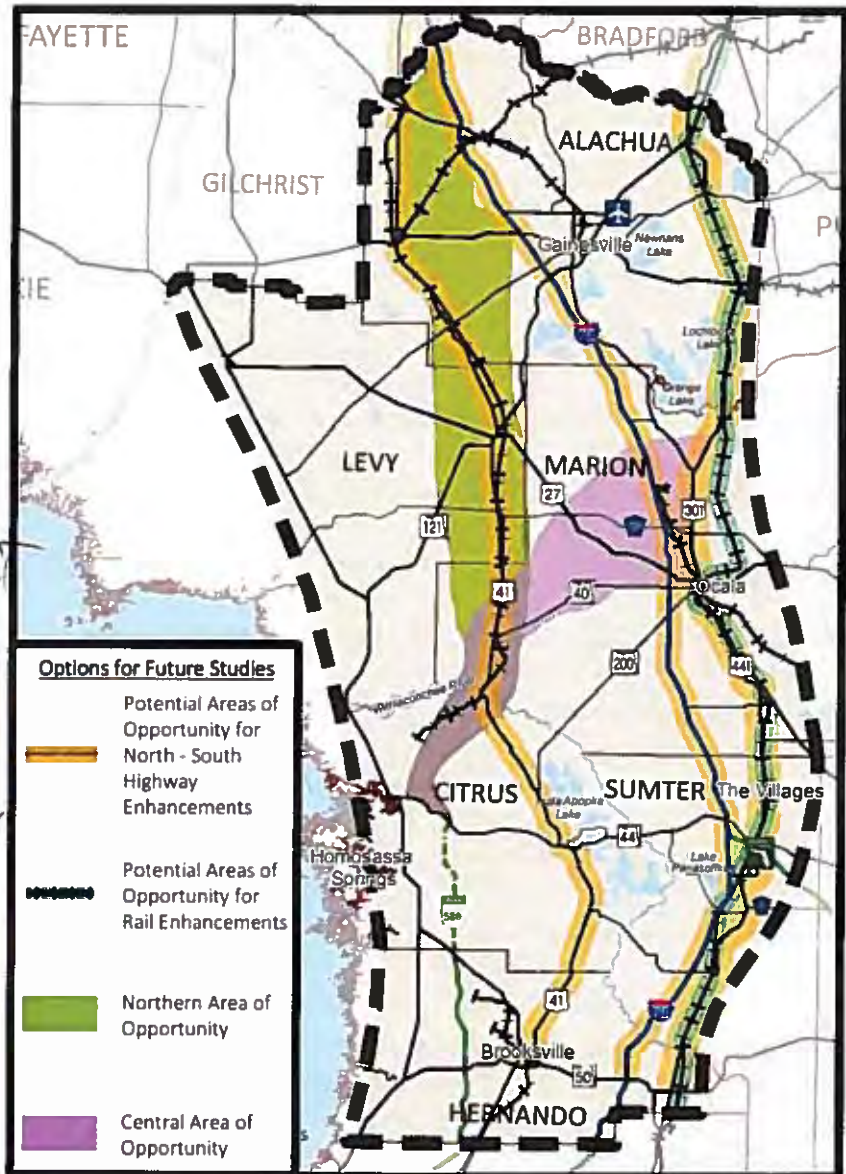 FAYETTE
BRADFORD
ALACHUA
GILCHRIST
Gainesville
Newnans
Lake
Lochloosa
Lake
Orange
Lake
LEVY
MARION
27
301
121
41
40
Ocala
200
441
Withlacoochee River
CITRUS
SUMTER
The Villages
Lake
Panasoffkee
44
Homosassa
Springs
589
41
Brooksville
50
HERNANDO
Options for Future Studies
Potential Areas of
Opportunity for
North - South
Highway
Enhancements
Potential Areas of
Opportunity for
Rail Enhancements
Northern Area of
Opportunity
Central Area of
Opportunity